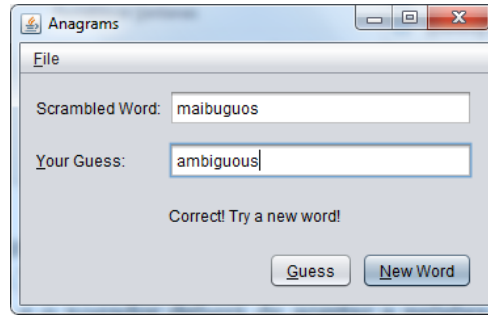 Anagrams
File
Scrambled Word: maibuguos
Your Guess: ambiguous
Correct! Try a new word!
Guess New Word